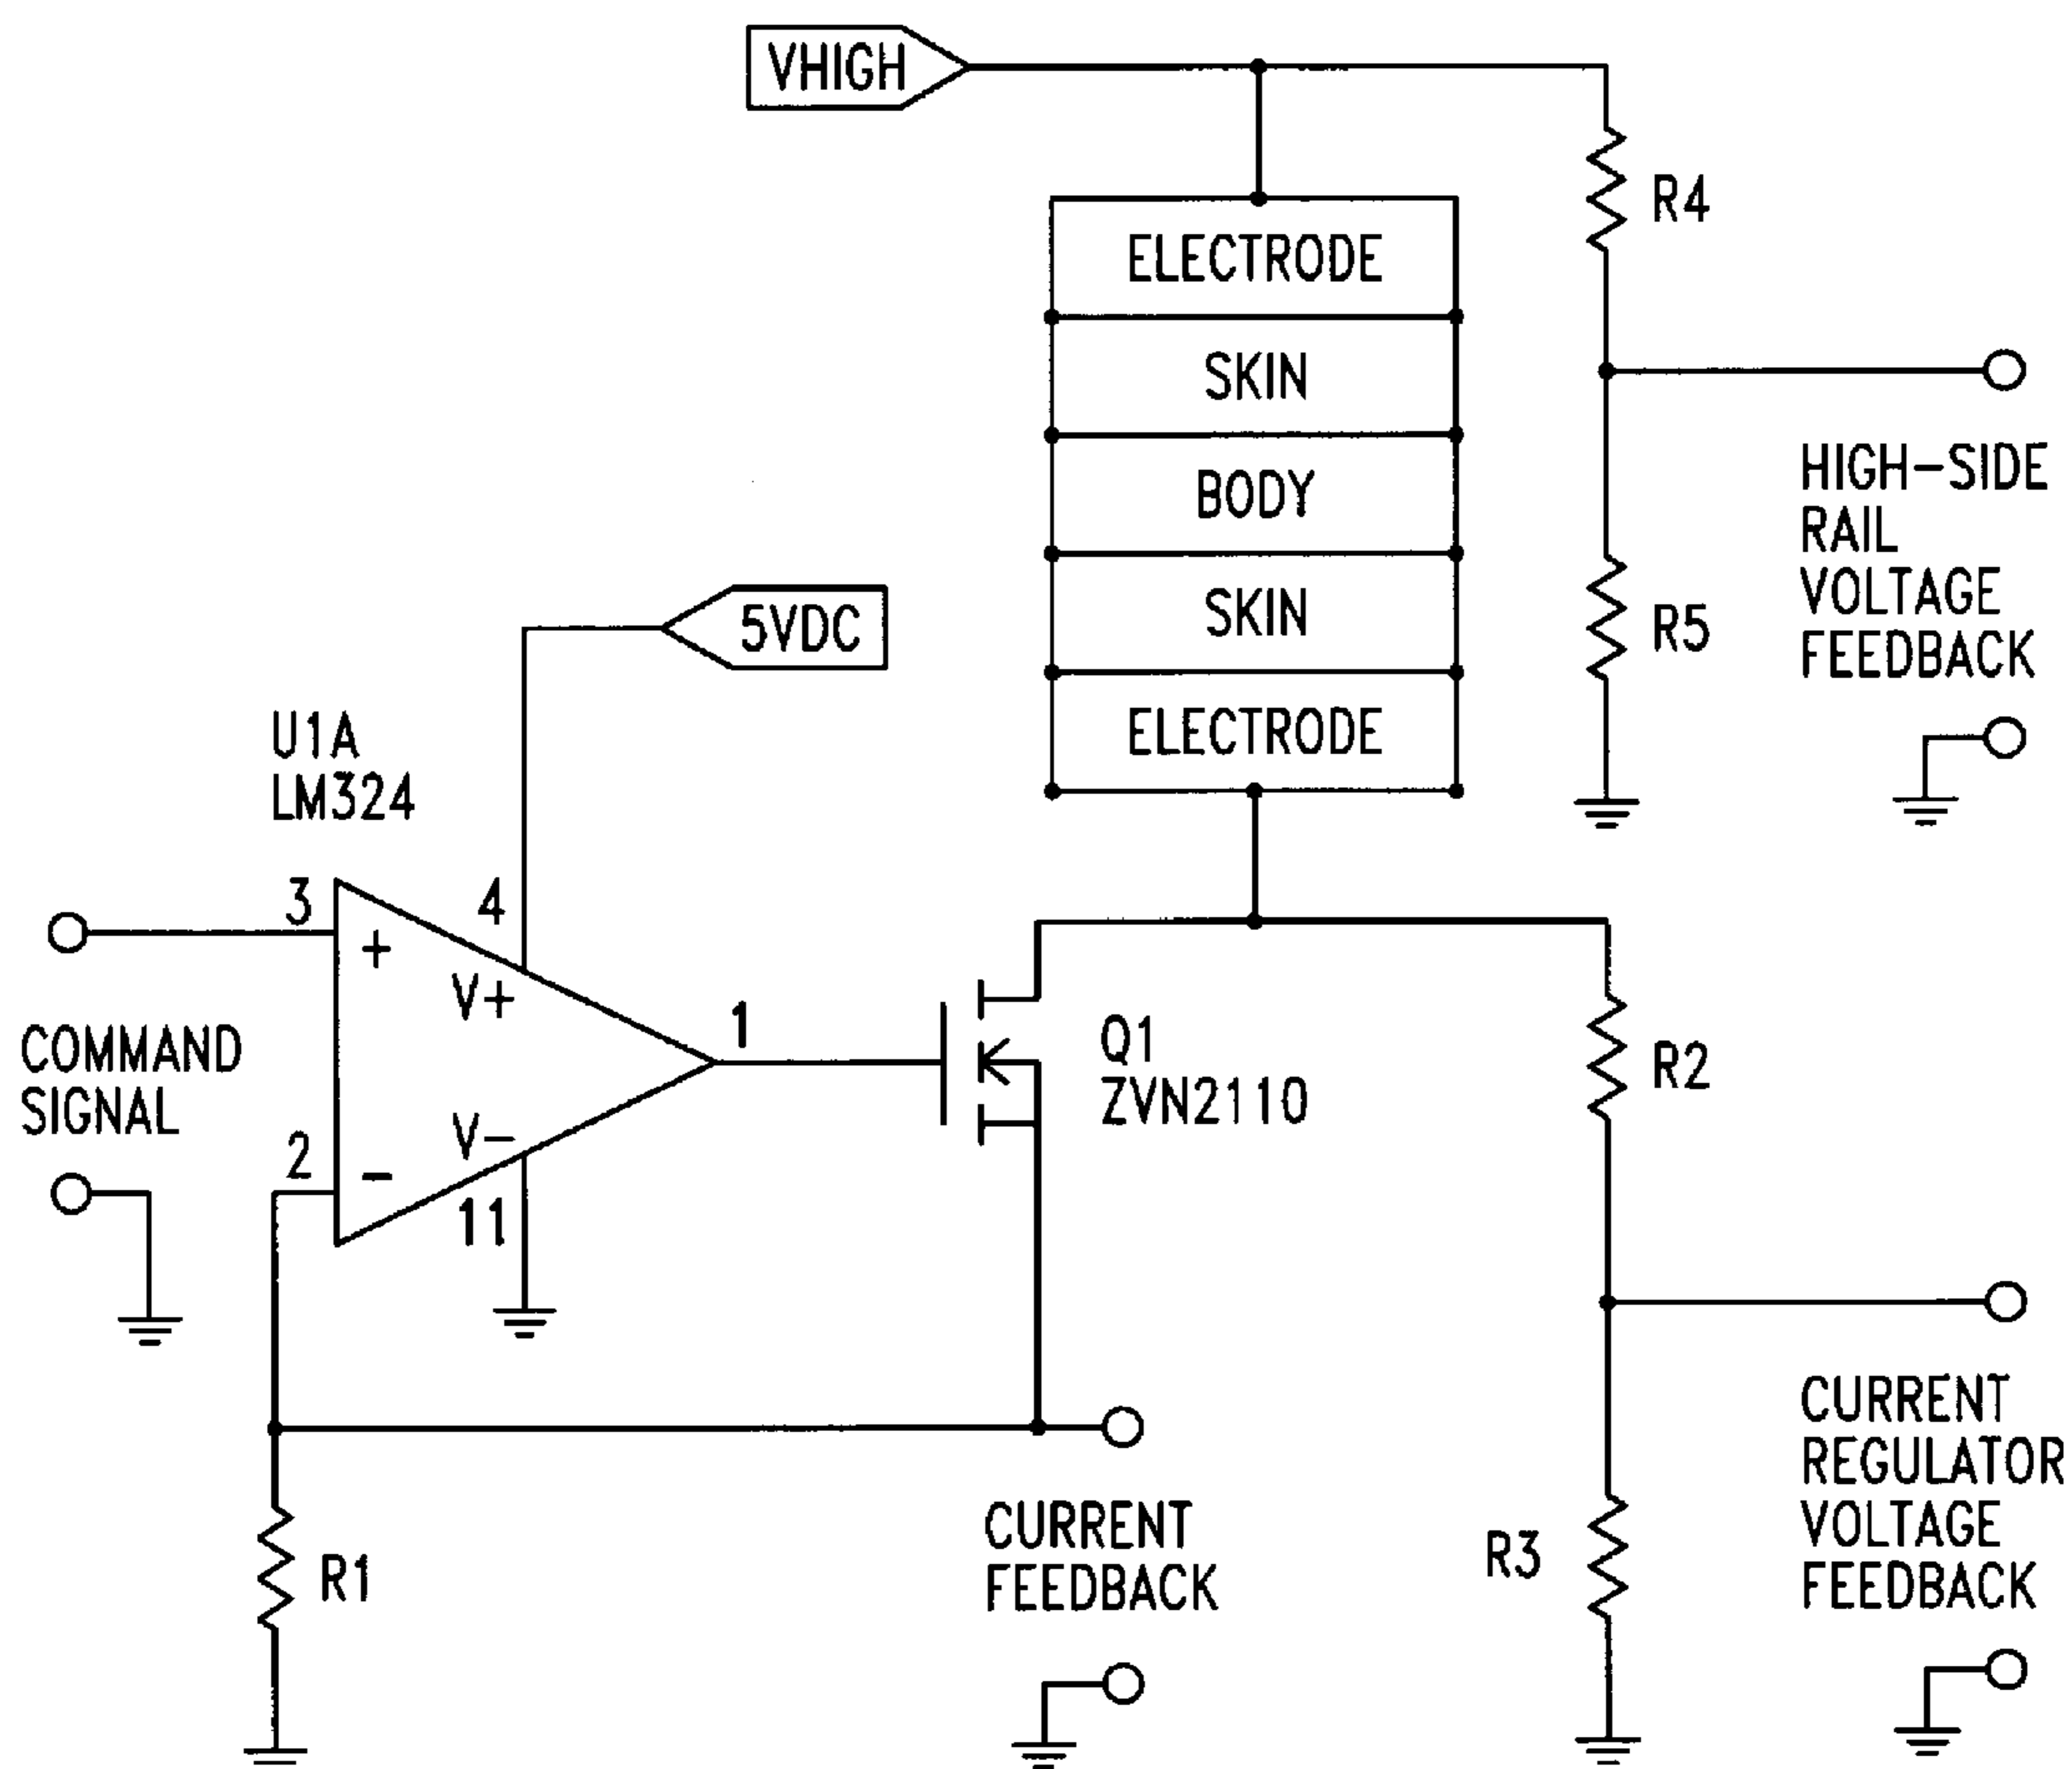 VHIGH
R4
ELECTRODE
SKIN
BODY
SKIN
ELECTRODE
HIGH-SIDE
RAIL
VOLTAGE
FEEDBACK
R5
5VDC
U1A
LM324
3
4
+
V+
1
COMMAND
SIGNAL
2
-
V-
11
Q1
ZVN2110
R2
CURRENT
REGULATOR
VOLTAGE
FEEDBACK
R3
CURRENT
FEEDBACK
R1